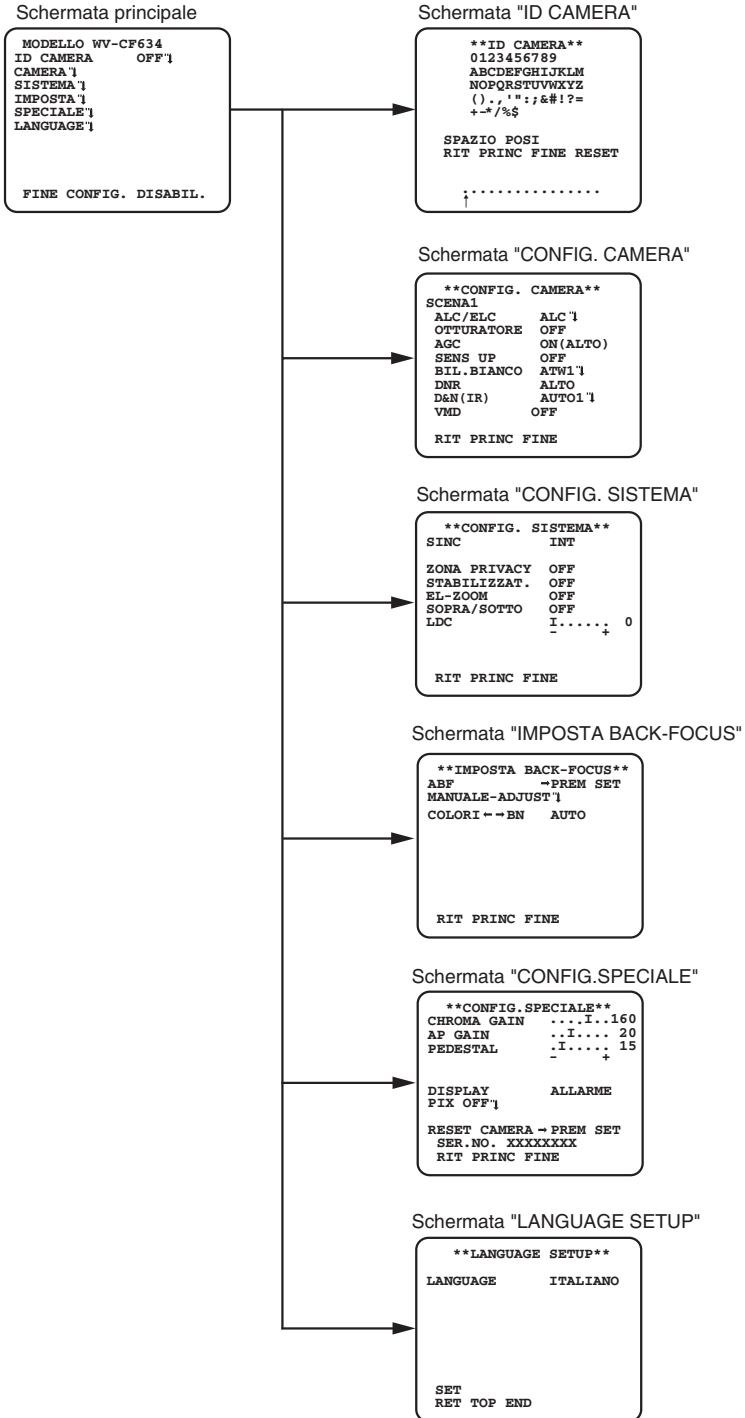 Schermata principale
MODELLO WV-CF634
ID CAMERA OFF
CAMERA
SISTEMA
IMPOSTA
SPECIALE
LANGUAGE
FINE CONFIG. DISABIL.
Schermata "ID CAMERA"
**ID CAMERA**
0123456789
ABCDEFGHIJKLM
NOPQRSTUVWXYZ
().,'":;&#!?=
+-*/%$
SPAZIO POSI
RIT PRINC FINE RESET
................
↑
Schermata "CONFIG. CAMERA"
**CONFIG. CAMERA**
SCENA1
ALC/ELC ALC
OTTURATORE OFF
AGC ON(ALTO)
SENS UP OFF
BIL.BIANCO ATW1
DNR ALTO
D&N(IR) AUTO1
VMD OFF
RIT PRINC FINE
Schermata "CONFIG. SISTEMA"
**CONFIG. SISTEMA**
SINC INT
ZONA PRIVACY OFF
STABILIZZAT. OFF
EL-ZOOM OFF
SOPRA/SOTTO OFF
LDC I...... 0
- +
RIT PRINC FINE
Schermata "IMPOSTA BACK-FOCUS"
**IMPOSTA BACK-FOCUS**
ABF →PREM SET
MANUALE-ADJUST
COLORI←→BN AUTO
RIT PRINC FINE
Schermata "CONFIG.SPECIALE"
**CONFIG.SPECIALE**
CHROMA GAIN ....I..160
AP GAIN ..I.... 20
PEDESTAL .I..... 15
- +
DISPLAY ALLARME
PIX OFF
RESET CAMERA→PREM SET
SER.NO. XXXXXXXX
RIT PRINC FINE
Schermata "LANGUAGE SETUP"
**LANGUAGE SETUP**
LANGUAGE ITALIANO
SET
RET TOP END